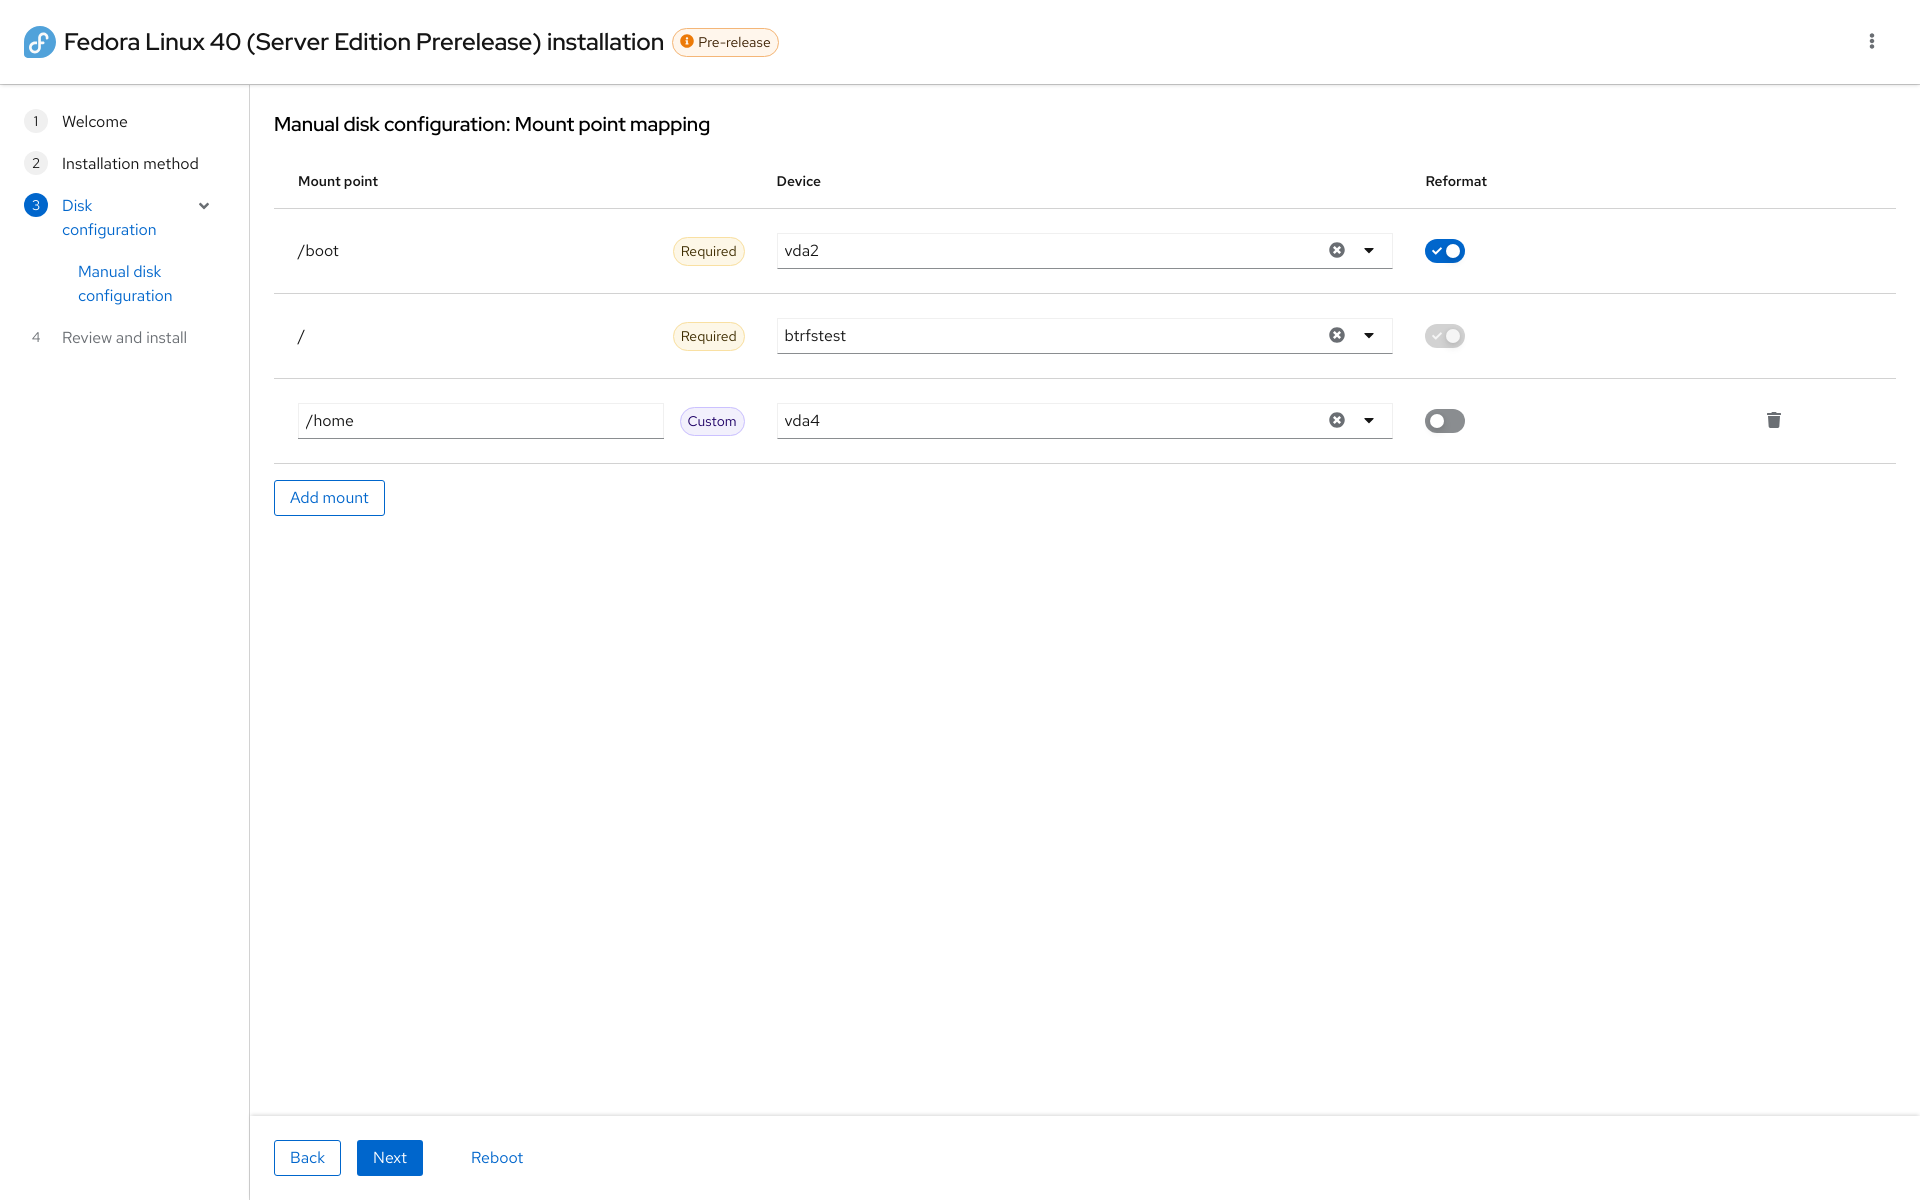 Fedora Linux 40 (Server Edition Prerelease) installation
Pre-release
1 Welcome
2 Installation method
3 Disk
configuration
Manual disk
configuration
4 Review and install
Manual disk configuration: Mount point mapping
Mount point Device Reformat
/boot Required vda2
/ Required btrfstest
/home Custom vda4
Add mount
Back Next Reboot